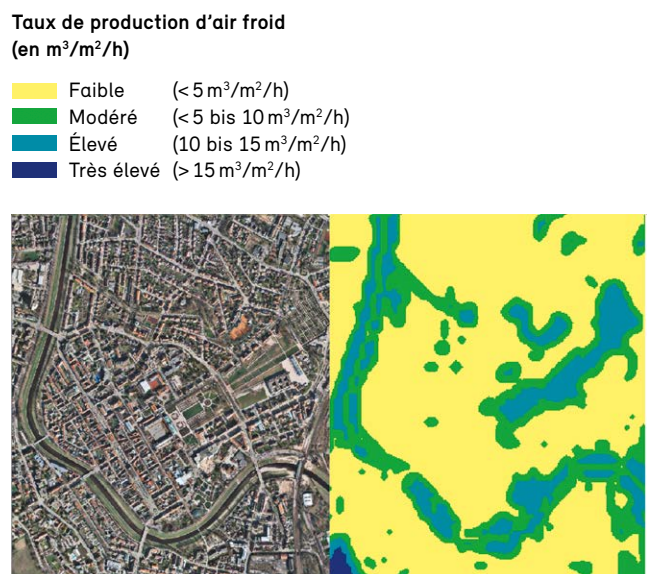 Taux de production d’air froid
(en m³/m²/h)
Faible (< 5 m³/m²/h)
Modéré (< 5 bis 10 m³/m²/h)
Élevé (10 bis 15 m³/m²/h)
Très élevé (> 15 m³/m²/h)